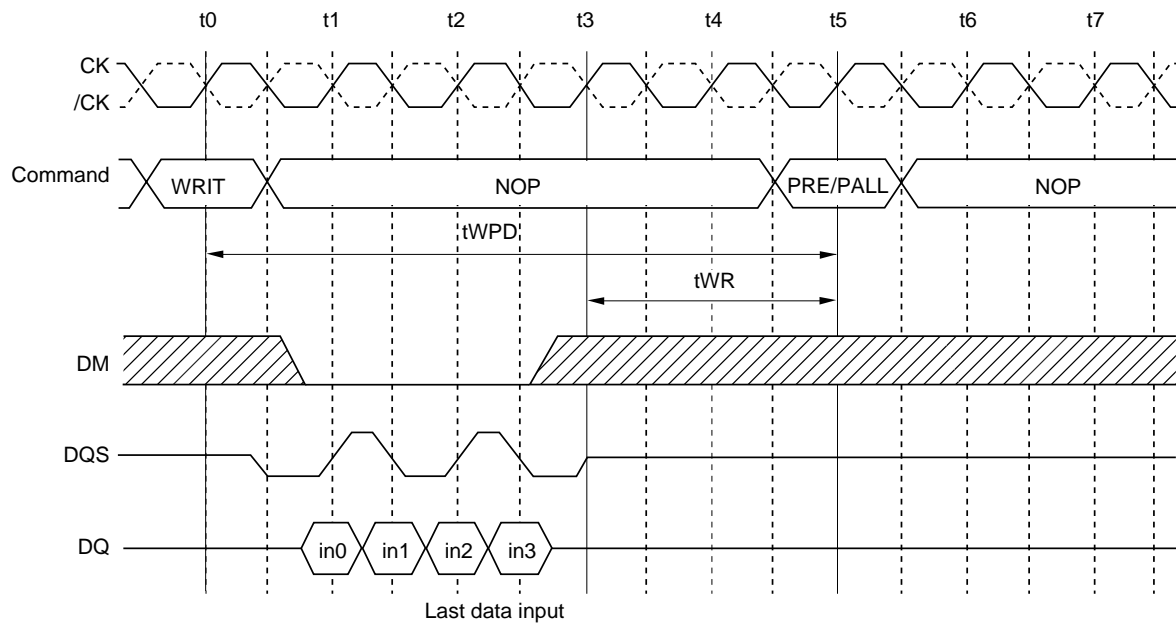 t0 t1 t2 t3 t4 t5 t6 t7
CK
/CK
Command WRIT NOP PRE/PALL NOP
tWPD
tWR
DM
DQS
DQ in0 in1 in2 in3
Last data input